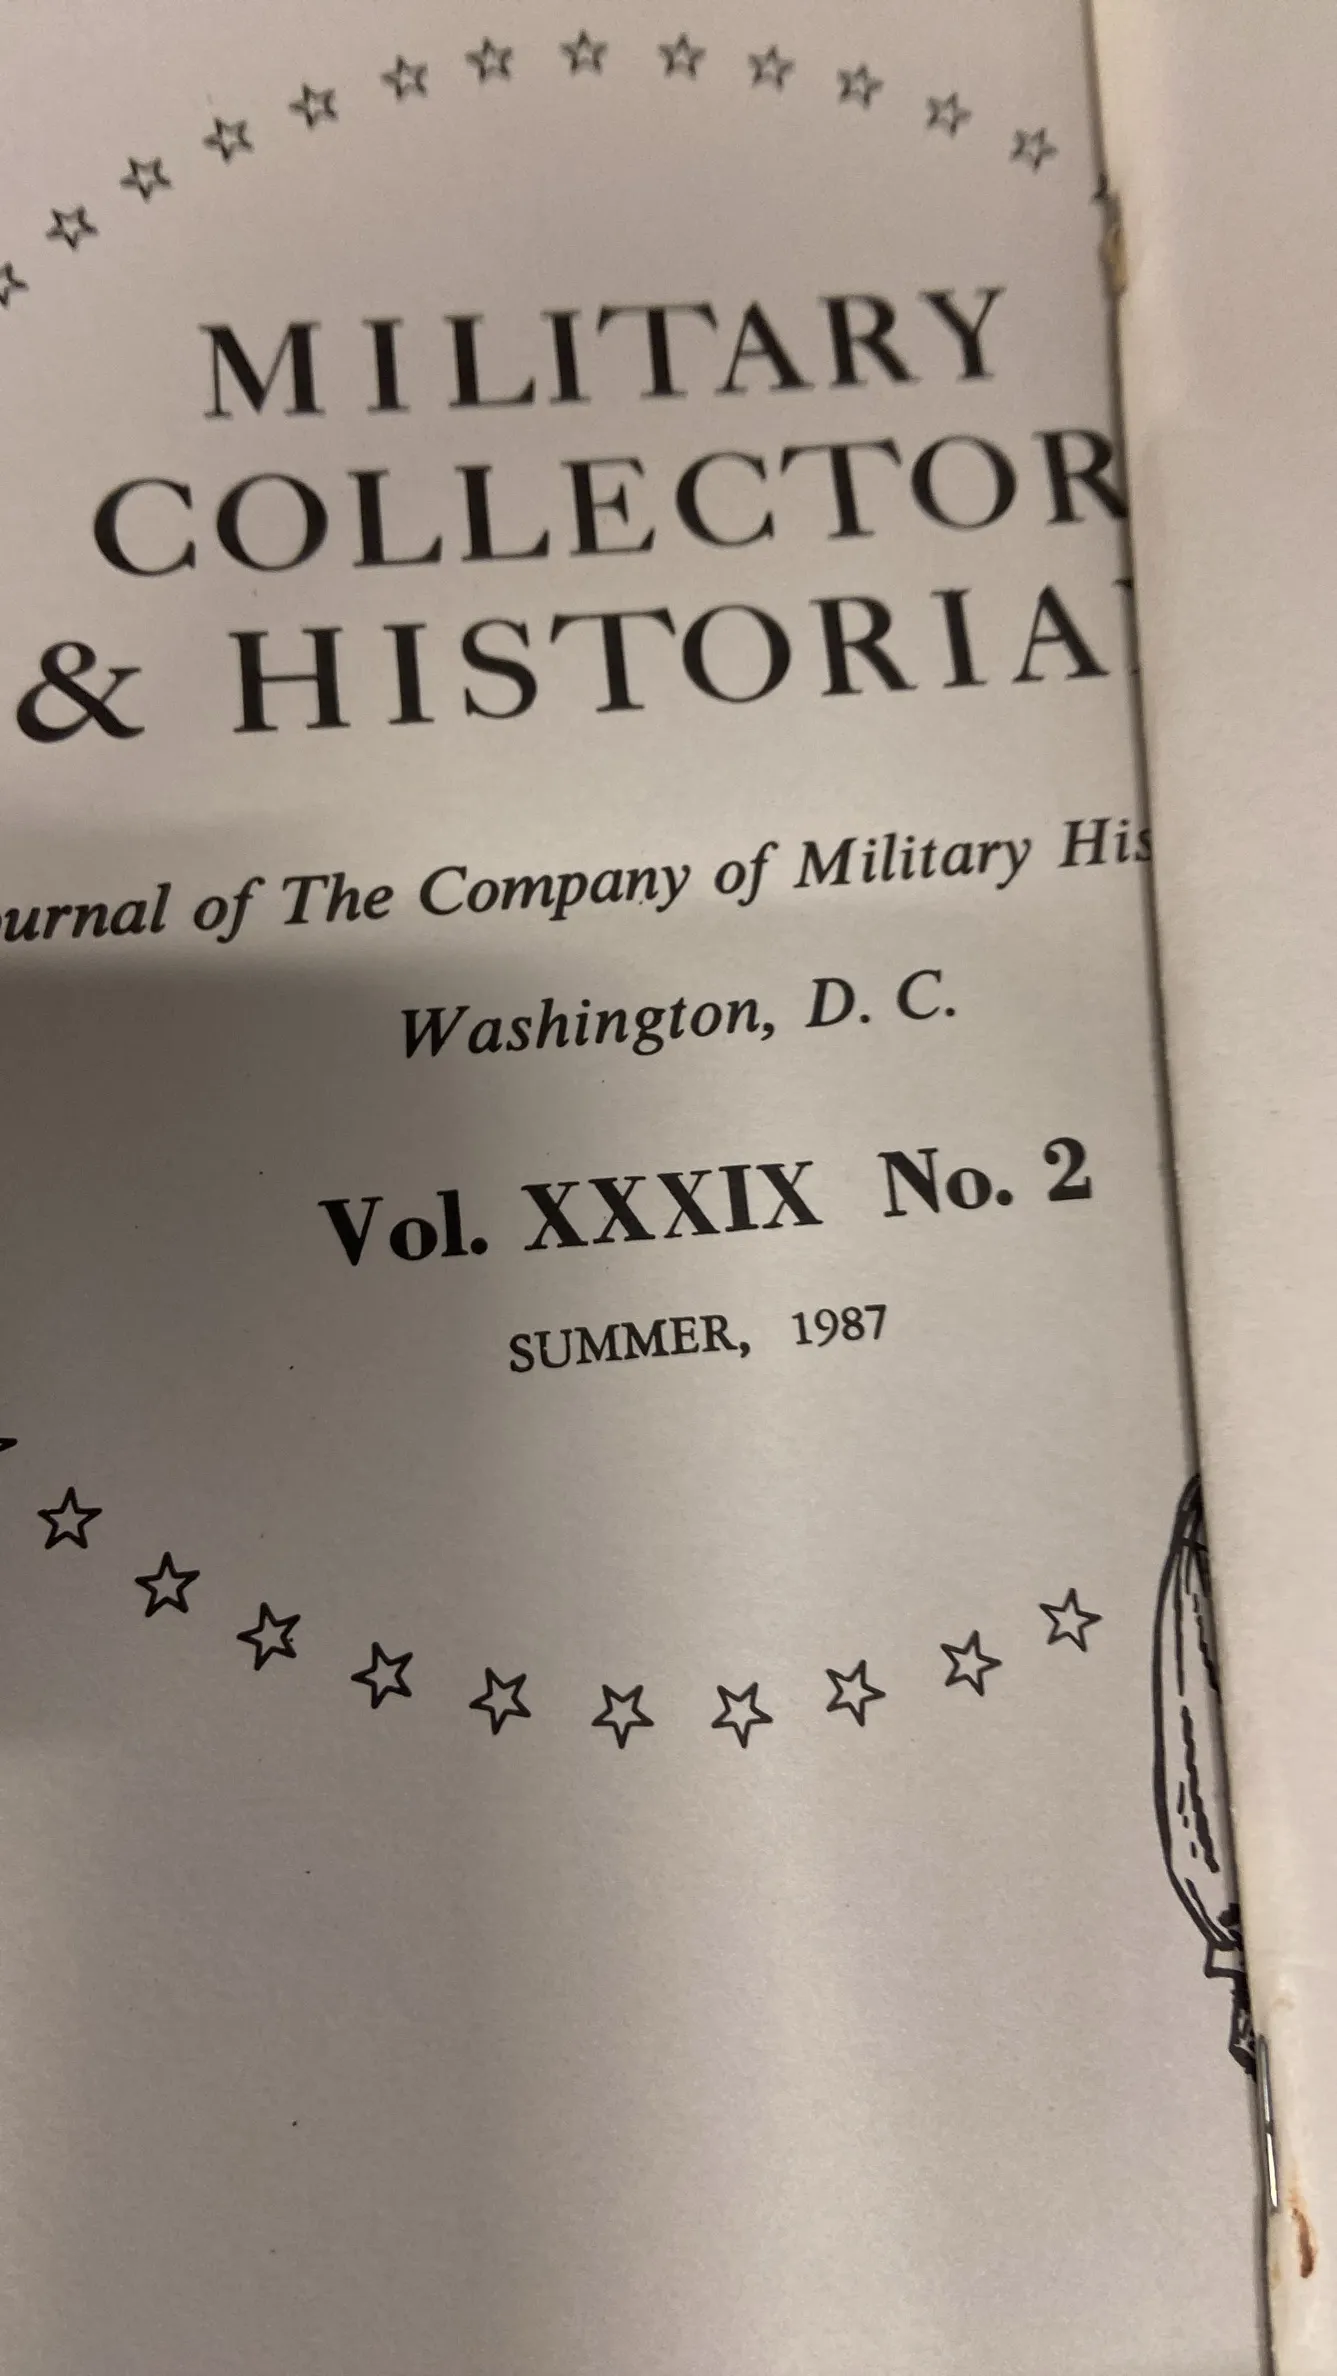 MILITARY
COLLECTOR
& HISTORIA
urnal of The Company of Military His
Washington, D. C.
Vol. XXXIX No. 2
SUMMER, 1987